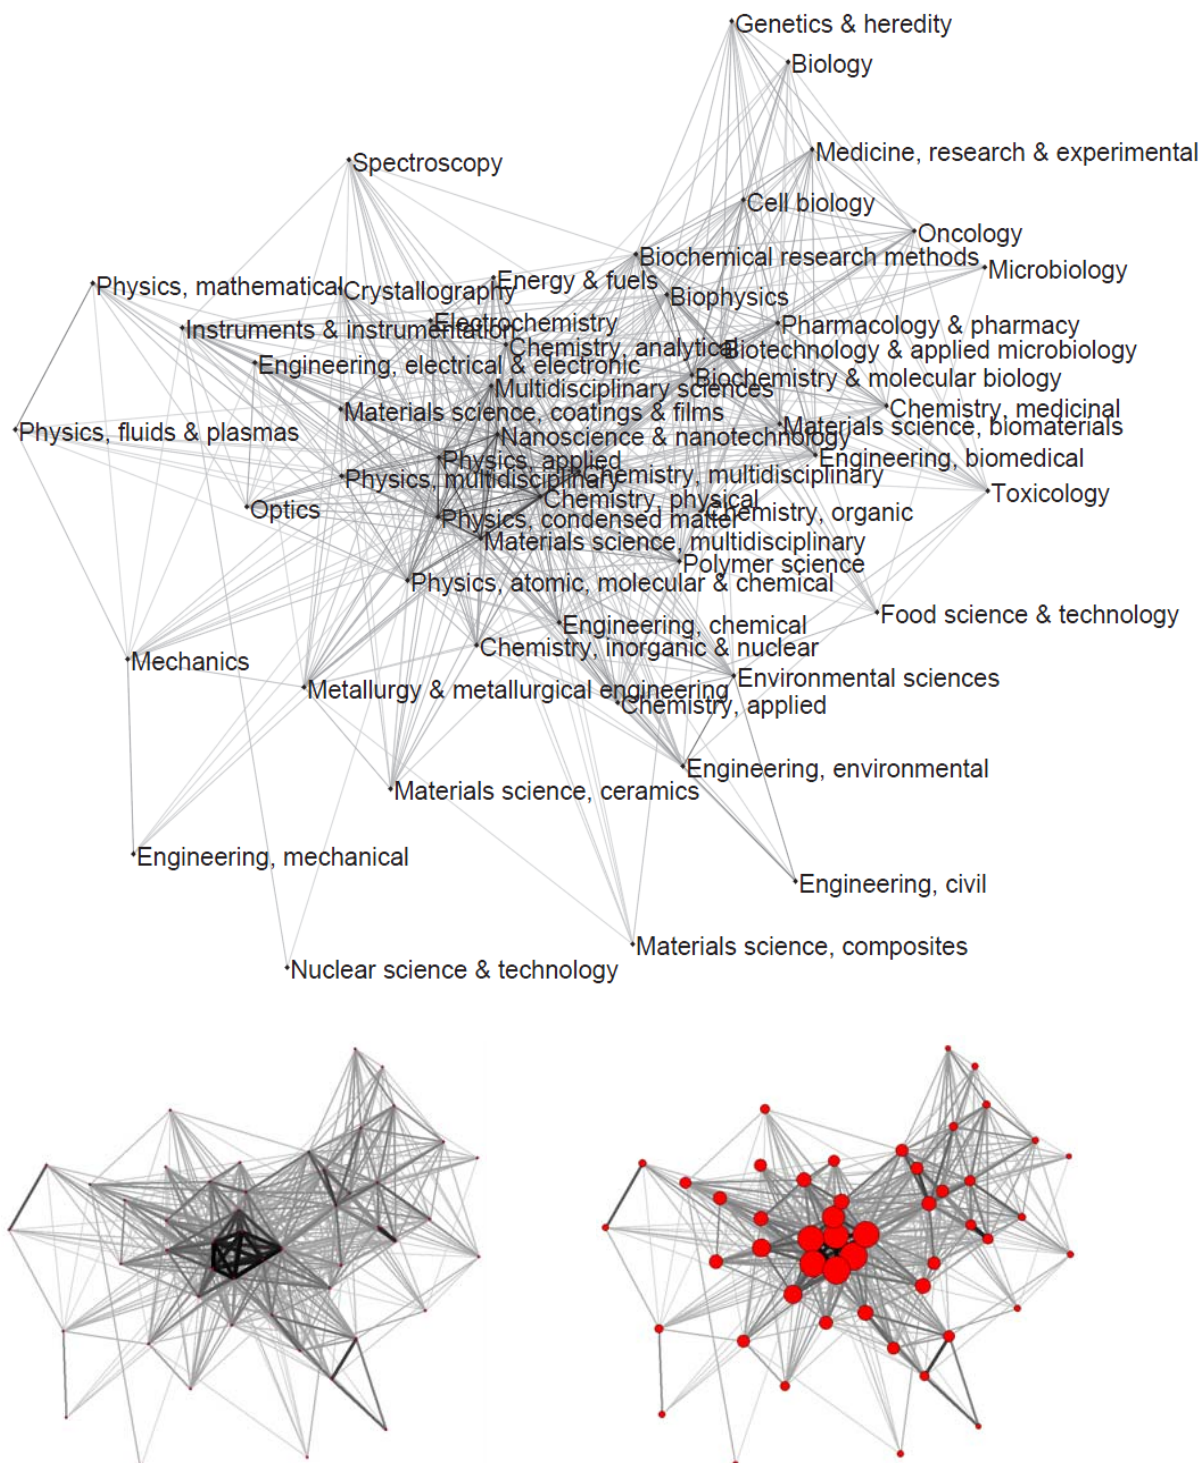 Genetics & heredity
Biology
Medicine, research & experimental
Spectroscopy
Cell biology
Oncology
Biochemical research methods
Microbiology
Energy & fuels
Physics, mathematical
Crystallography
Biophysics
Electrochemistry
Pharmacology & pharmacy
Instruments & instrumentation
Chemistry, analytical
Biotechnology & applied microbiology
Engineering, electrical & electronic
Biochemistry & molecular biology
Multidisciplinary sciences
Chemistry, medicinal
Materials science, coatings & films
Materials science, biomaterials
Physics, fluids & plasmas
Nanoscience & nanotechnology
Engineering, biomedical
Physics, applied
Chemistry, multidisciplinary
Physics, multidisciplinary
Toxicology
Chemistry, physical
Optics
Chemistry, organic
Physics, condensed matter
Materials science, multidisciplinary
Polymer science
Physics, atomic, molecular & chemical
Food science & technology
Engineering, chemical
Chemistry, inorganic & nuclear
Mechanics
Environmental sciences
Metallurgy & metallurgical engineering
Chemistry, applied
Engineering, environmental
Materials science, ceramics
Engineering, mechanical
Engineering, civil
Materials science, composites
Nuclear science & technology